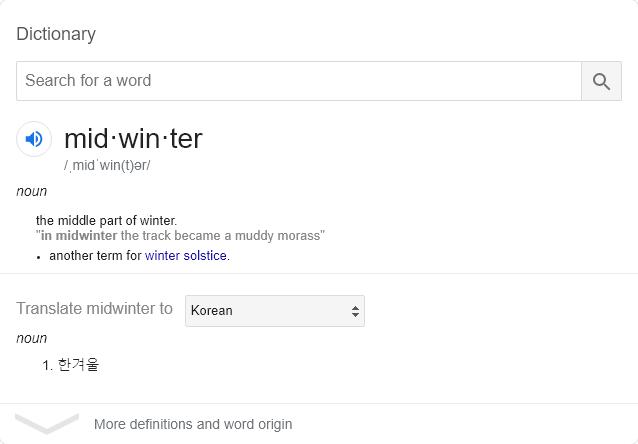 Dictionary
Search for a word
mid·win·ter
/ˌmidˈwin(t)ər/
noun
the middle part of winter.
"in midwinter the track became a muddy morass"
• another term for winter solstice.
Translate midwinter to Korean
noun
1. 한겨울
More definitions and word origin